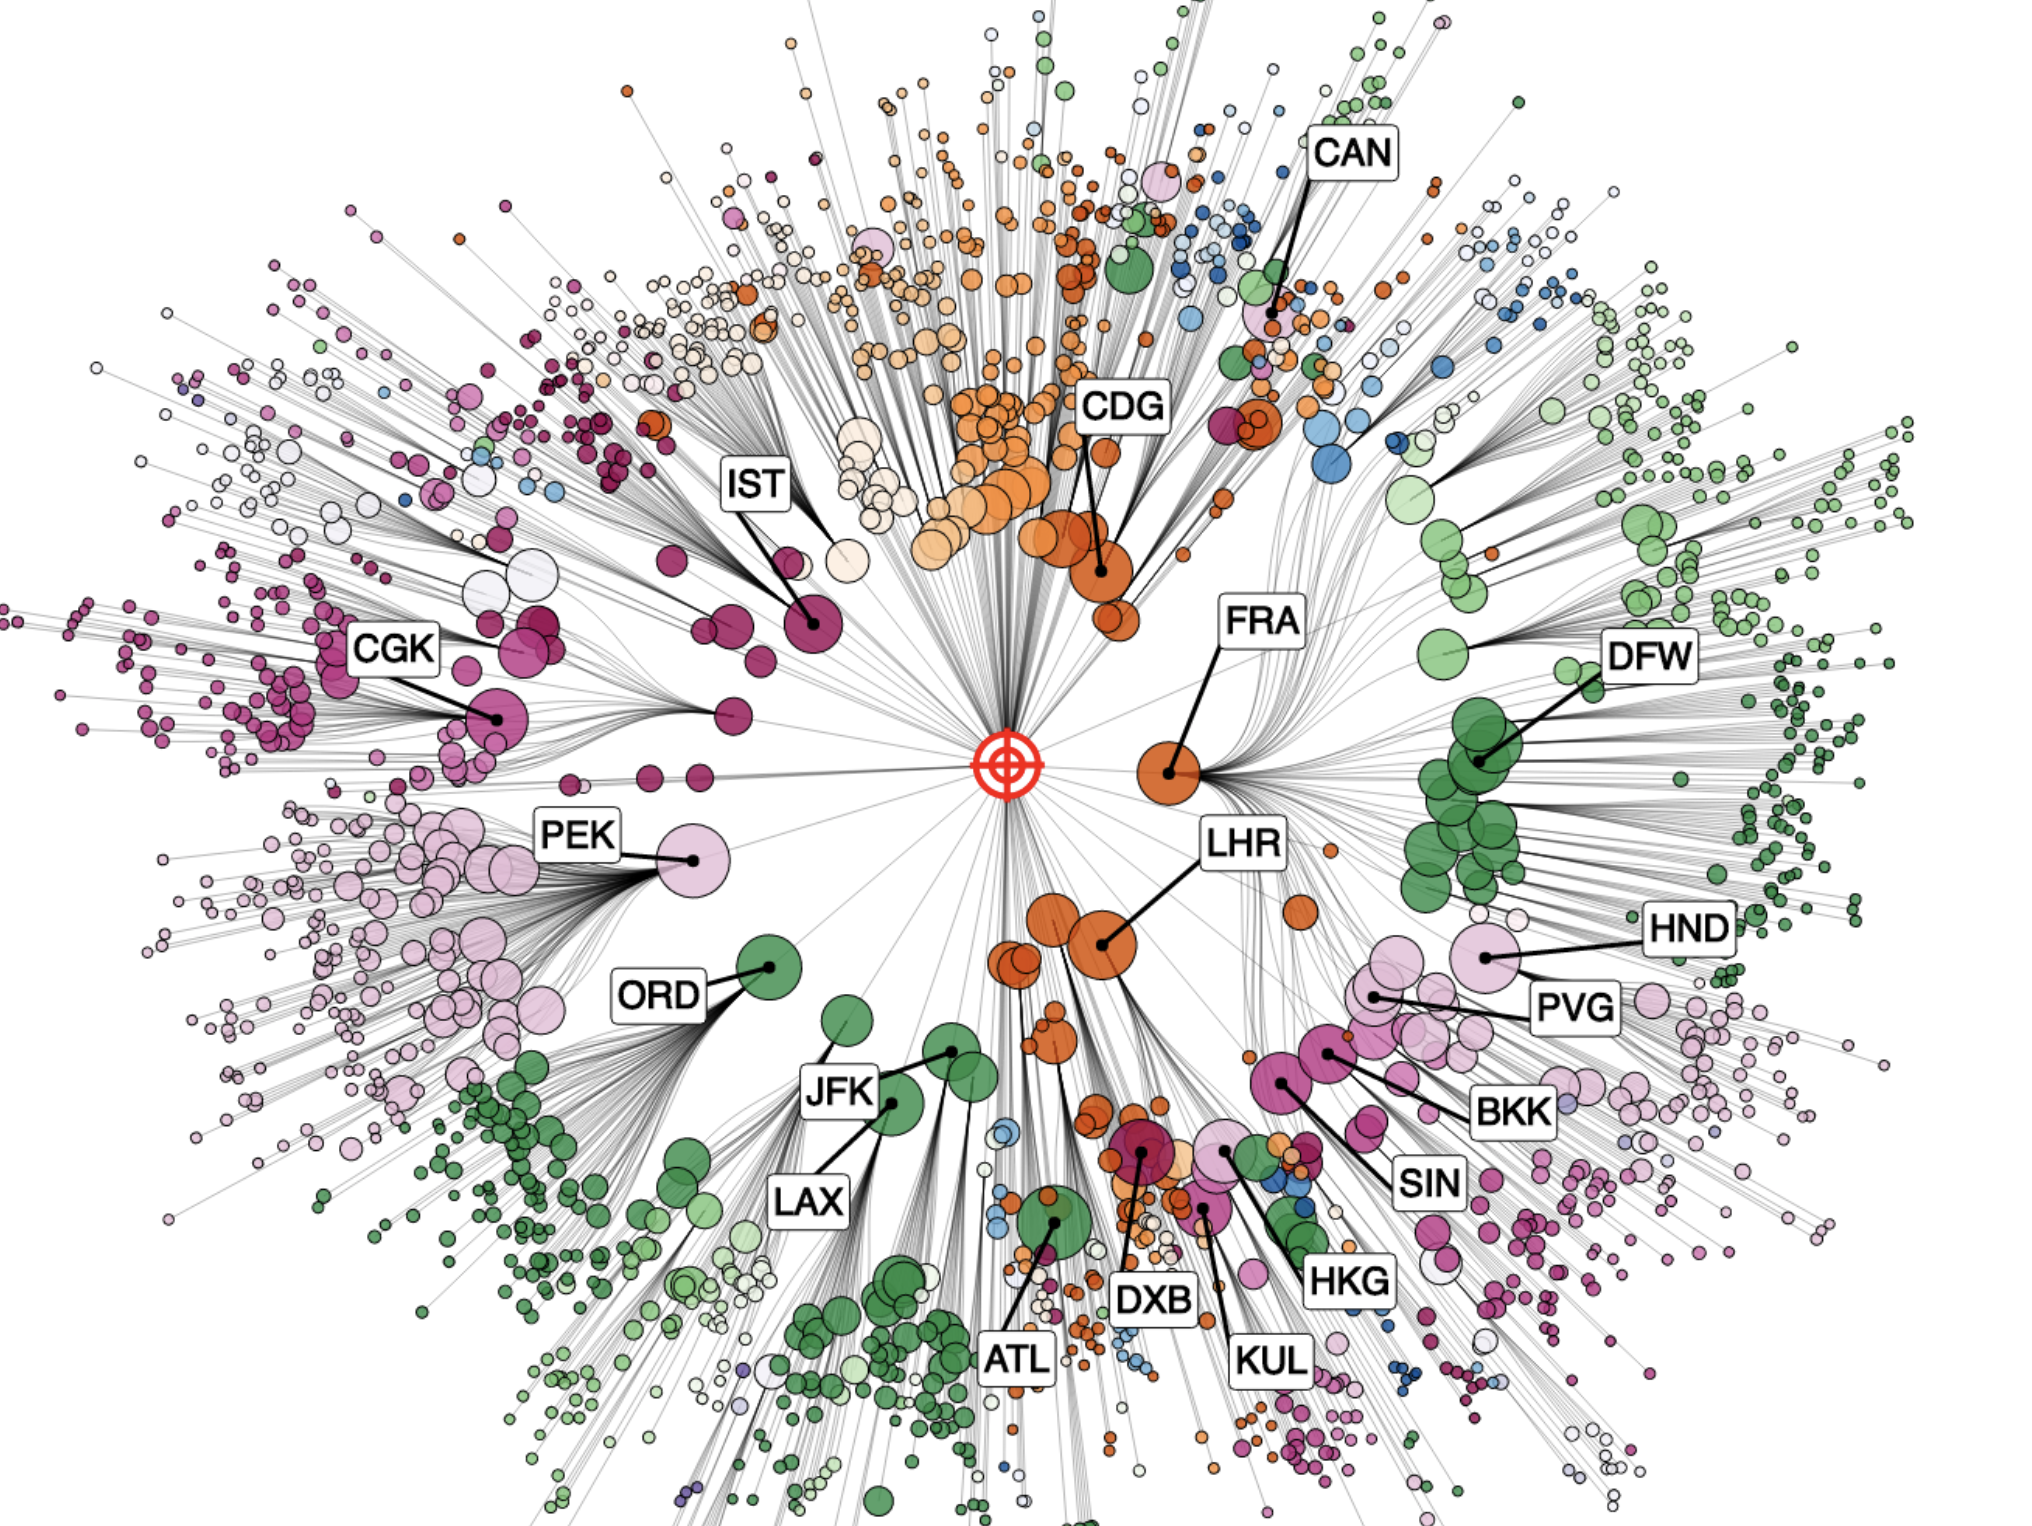 CAN
CDG
IST
FRA
CGK
DFW
PEK
LHR
HND
ORD
PVG
JFK
BKK
SIN
LAX
HKG
DXB
ATL
KUL